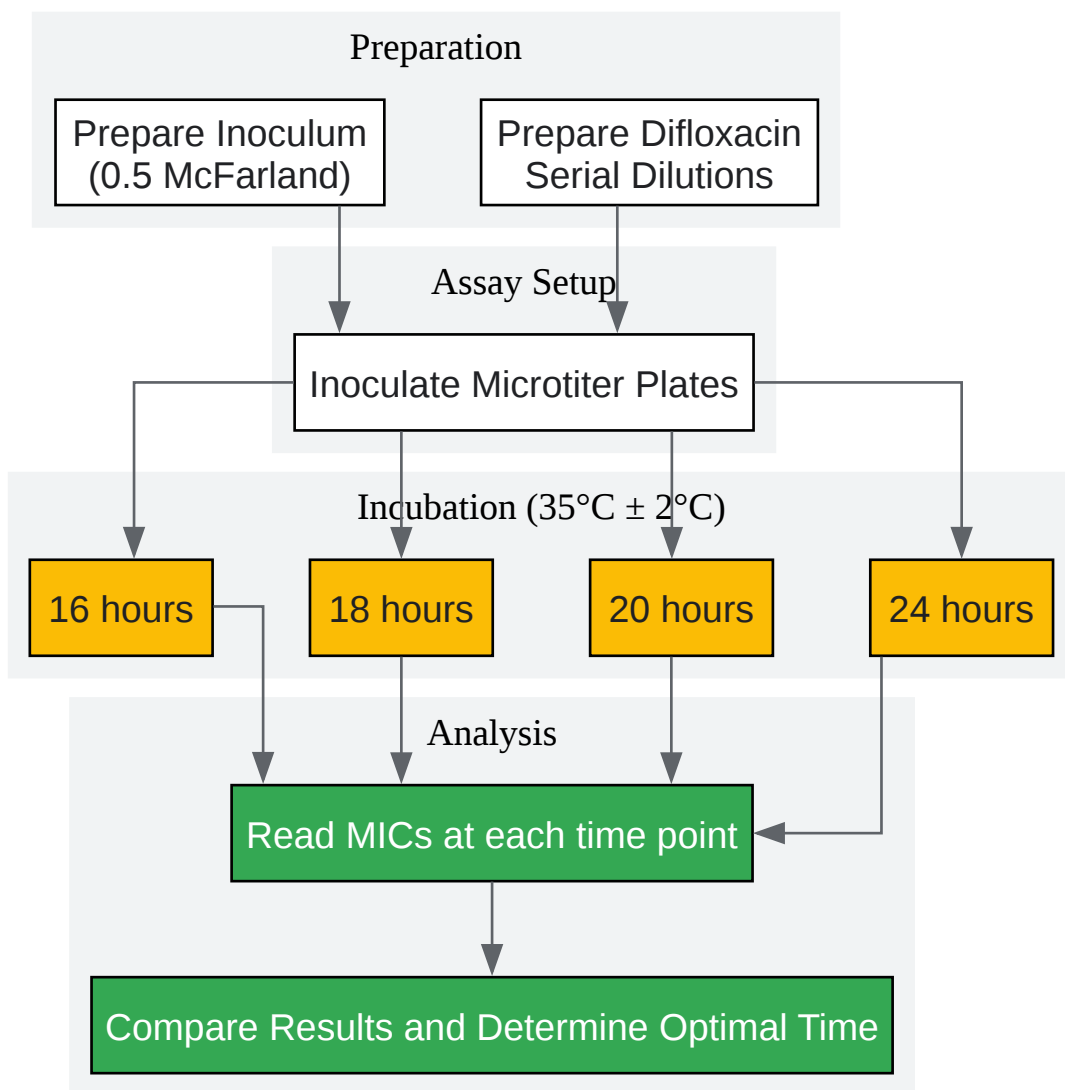 Preparation
Prepare Inoculum
(0.5 McFarland)
Prepare Difloxacin
Serial Dilutions
Assay Setup
Inoculate Microtiter Plates
Incubation (35°C ± 2°C)
16 hours
18 hours
20 hours
24 hours
Analysis
Read MICs at each time point
Compare Results and Determine Optimal Time